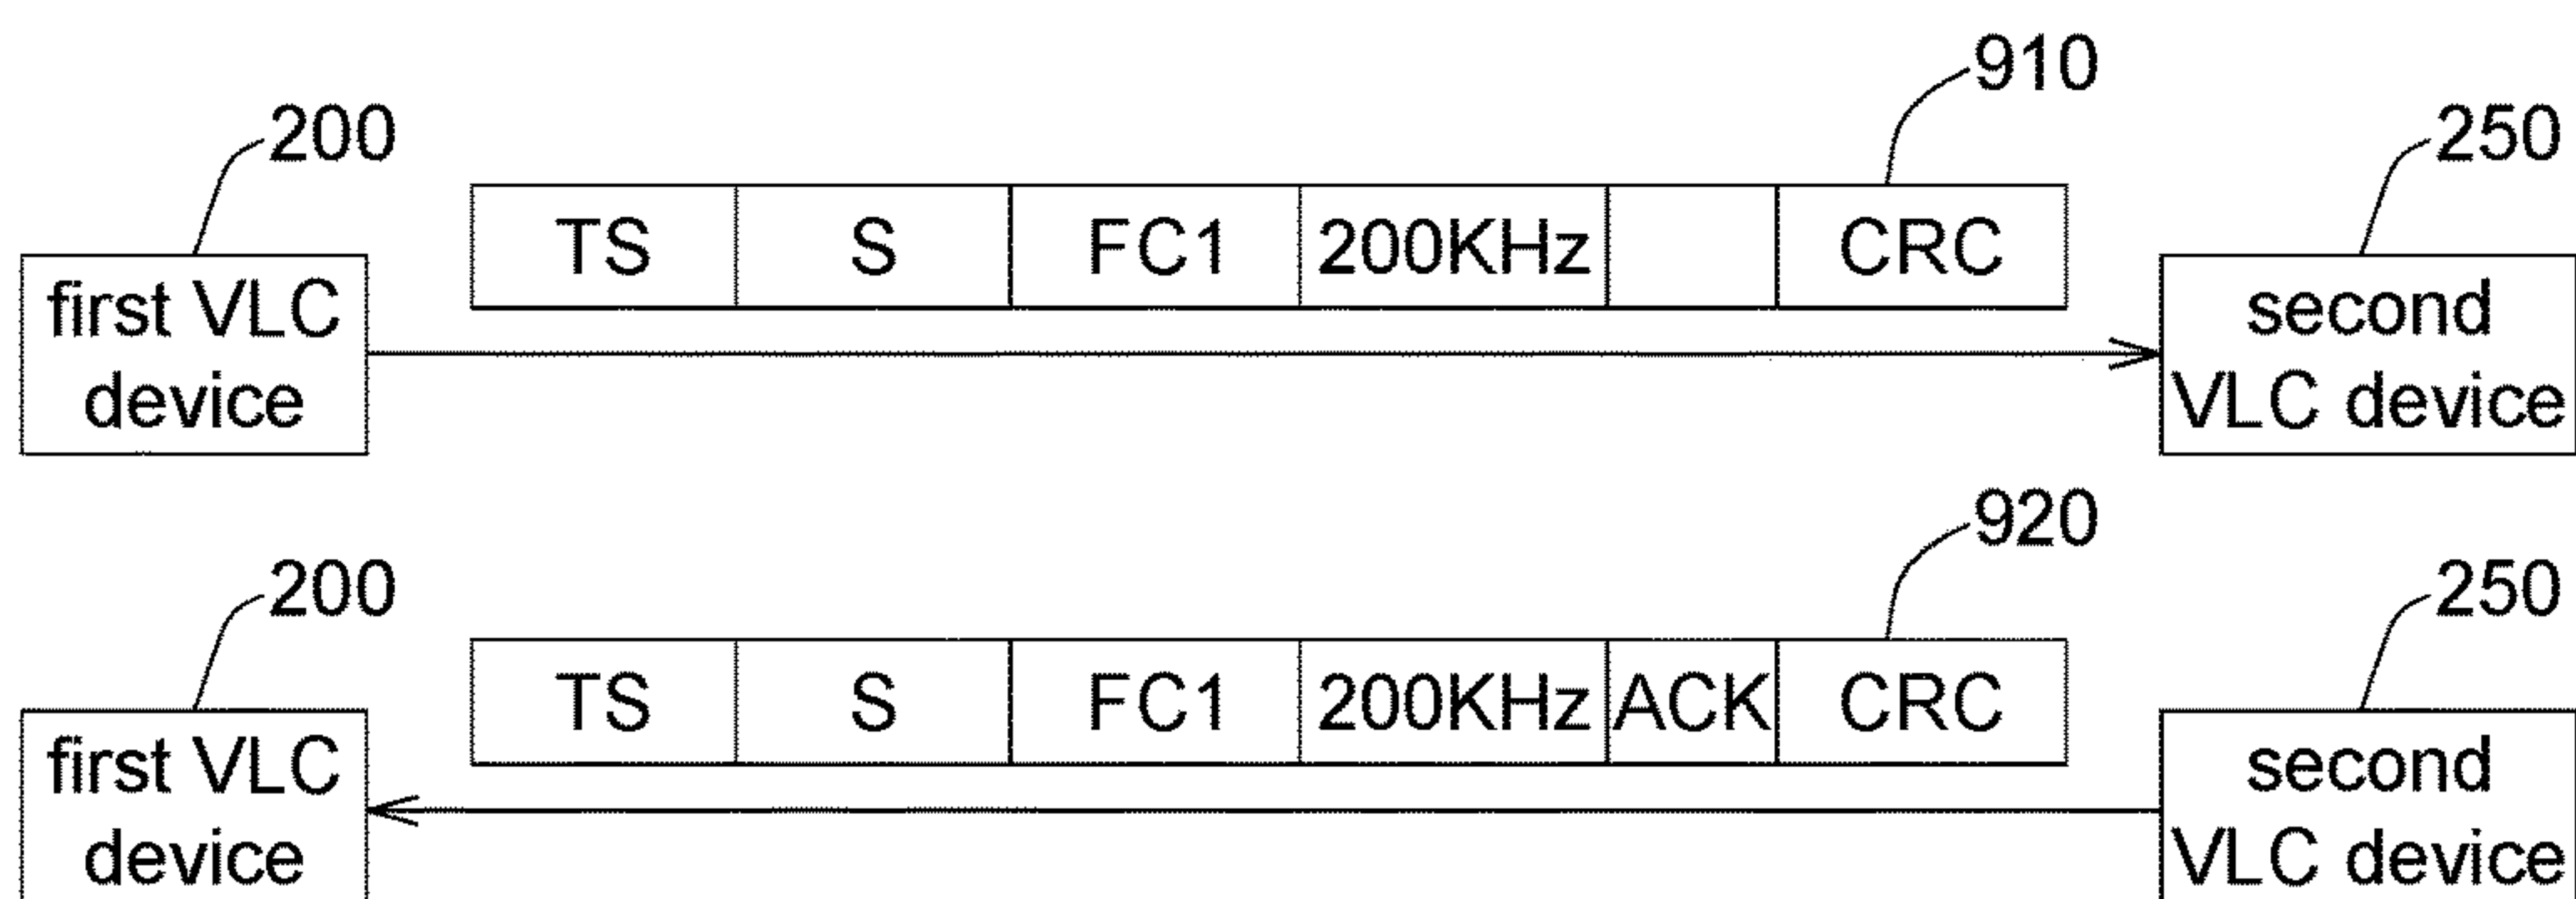 910
200
250
TS S FC1 200KHz CRC
first VLC
device
second
VLC device
920
200
250
TS S FC1 200KHz ACK CRC
first VLC
device
second
VLC device